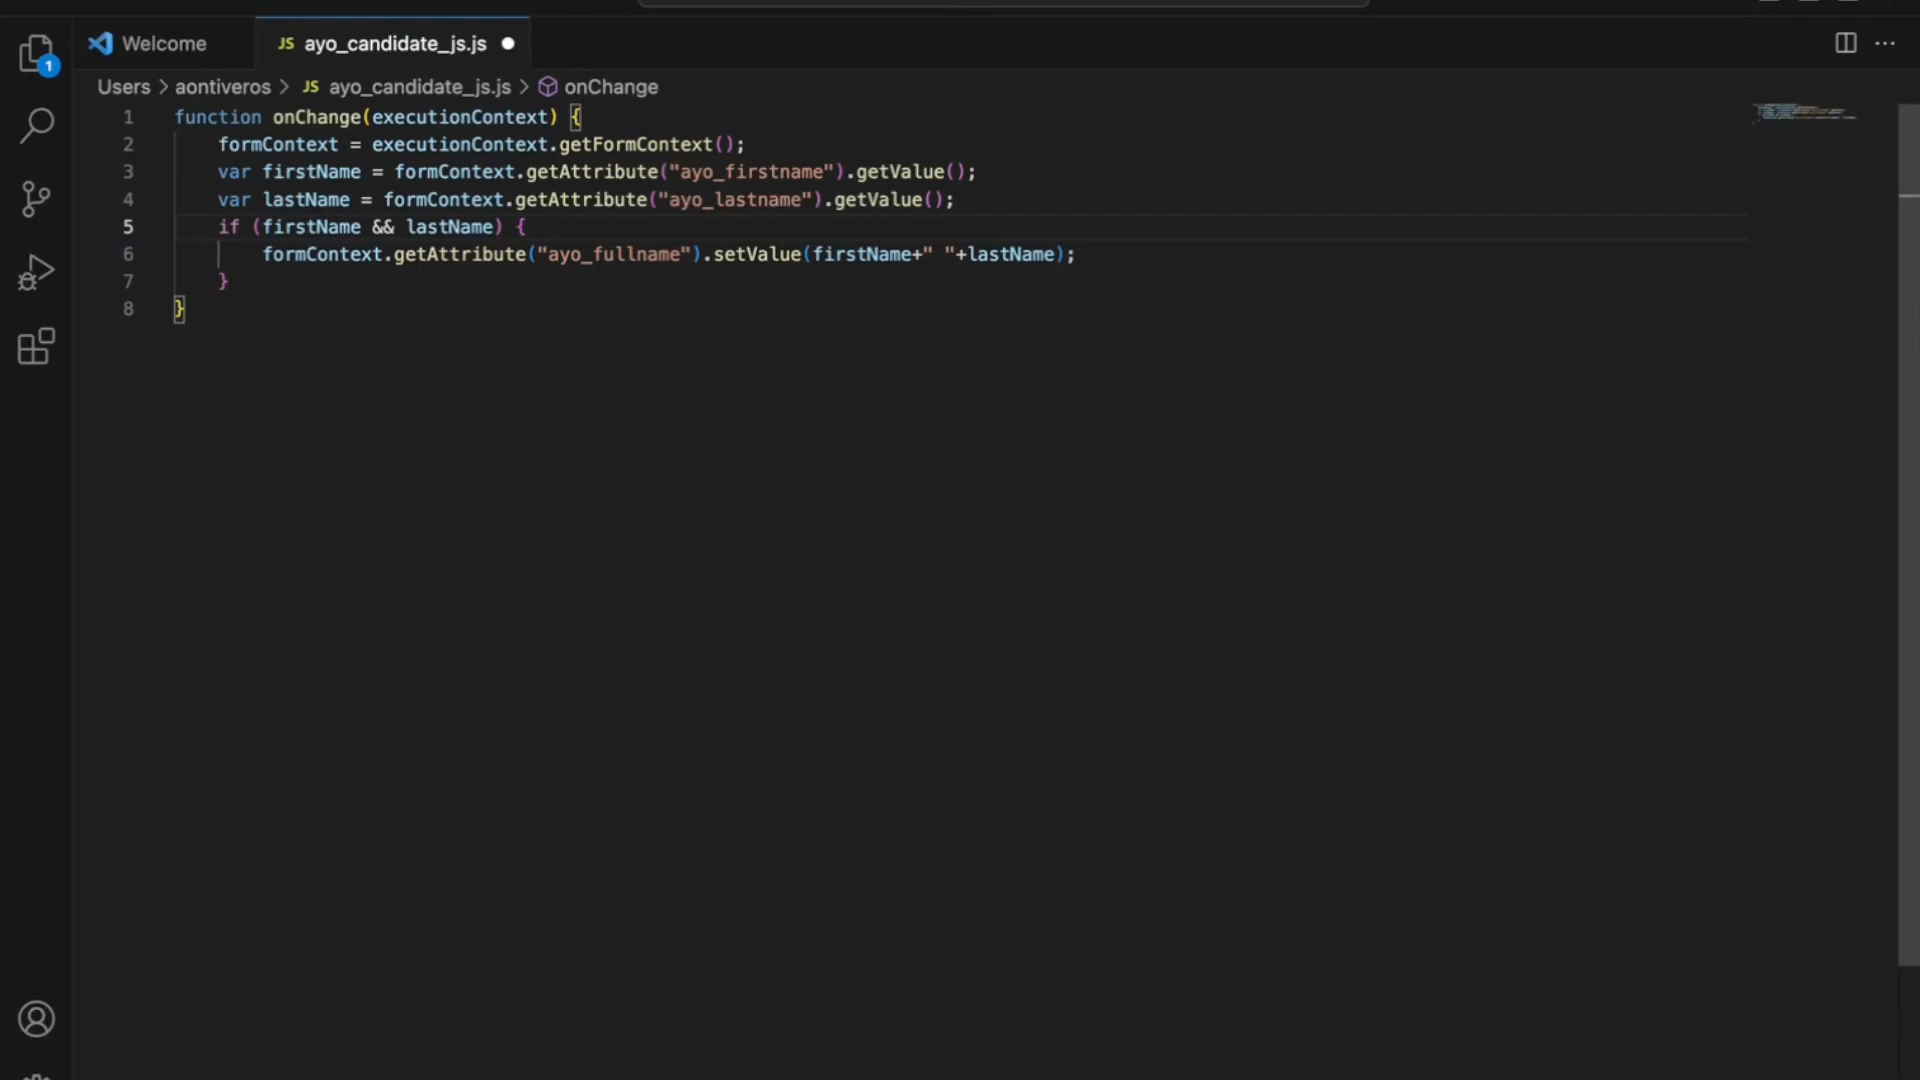 1
Welcome
JS ayo_candidate_js.js
Users > aontiveros > JS ayo_candidate_js.js > onChange
1 function onChange(executionContext) {
2 formContext = executionContext.getFormContext();
3 var firstName = formContext.getAttribute("ayo_firstname").getValue();
4 var lastName = formContext.getAttribute("ayo_lastname").getValue();
5 if (firstName && lastName) {
6 formContext.getAttribute("ayo_fullname").setValue(firstName+" "+lastName);
7 }
8 }